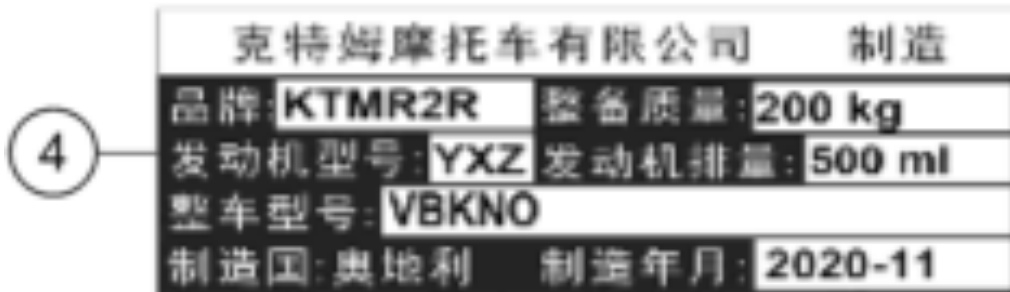 克特姆摩托车有限公司 制造
品牌:KTMR2R 整备质量:200 kg
④ 发动机型号:YXZ 发动机排量:500 ml
整车型号:VBKNO
制造国:奥地利 制造年月:2020-11